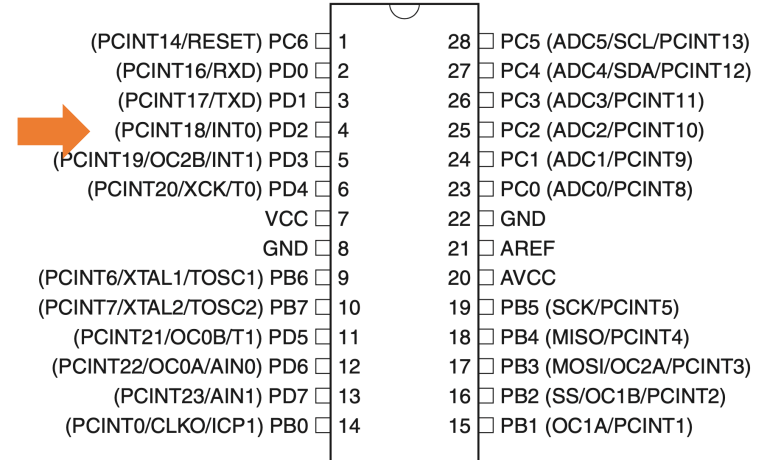 (PCINT14/RESET) PC6 1 28 PC5 (ADC5/SCL/PCINT13)
(PCINT16/RXD) PD0 2 27 PC4 (ADC4/SDA/PCINT12)
(PCINT17/TXD) PD1 3 26 PC3 (ADC3/PCINT11)
(PCINT18/INT0) PD2 4 25 PC2 (ADC2/PCINT10)
(PCINT19/OC2B/INT1) PD3 5 24 PC1 (ADC1/PCINT9)
(PCINT20/XCK/T0) PD4 6 23 PC0 (ADC0/PCINT8)
VCC 7 22 GND
GND 8 21 AREF
(PCINT6/XTAL1/TOSC1) PB6 9 20 AVCC
(PCINT7/XTAL2/TOSC2) PB7 10 19 PB5 (SCK/PCINT5)
(PCINT21/OC0B/T1) PD5 11 18 PB4 (MISO/PCINT4)
(PCINT22/OC0A/AIN0) PD6 12 17 PB3 (MOSI/OC2A/PCINT3)
(PCINT23/AIN1) PD7 13 16 PB2 (SS/OC1B/PCINT2)
(PCINT0/CLKO/ICP1) PB0 14 15 PB1 (OC1A/PCINT1)